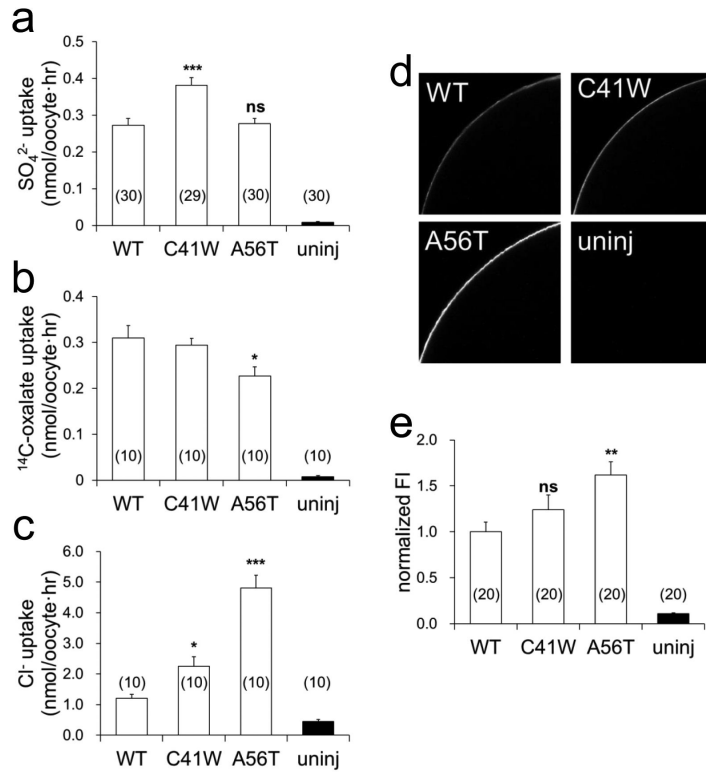 a
SO₄²⁻ uptake
(nmol/oocyte·hr)
0.5
0.4
0.3
0.2
0.1
0
***
ns
(30)
(29)
(30)
(30)
WT
C41W
A56T
uninj
b
¹⁴C-oxalate uptake
(nmol/oocyte·hr)
0.4
0.3
0.2
0.1
0
*
(10)
(10)
(10)
(10)
WT
C41W
A56T
uninj
c
Cl⁻ uptake
(nmol/oocyte·hr)
6.0
5.0
4.0
3.0
2.0
1.0
0.0
*
***
(10)
(10)
(10)
(10)
WT
C41W
A56T
uninj
d
WT
C41W
A56T
uninj
e
normalized FI
2.0
1.5
1.0
0.5
0.0
ns
**
(20)
(20)
(20)
(20)
WT
C41W
A56T
uninj